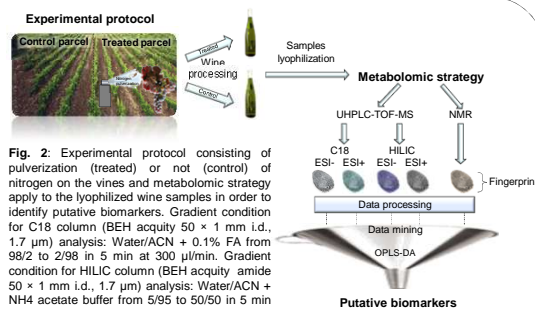 Experimental protocol
Control parcel Treated parcel
Nitrogen
pulverization
Treated
Wine
processing
Control
Samples
lyophilization
Metabolomic strategy
UHPLC-TOF-MS NMR
C18 HILIC
ESI- ESI+ ESI- ESI+
Fingerprin
Data processing
Data mining
OPLS-DA
Putative biomarkers
Fig. 2: Experimental protocol consisting of
pulverization (treated) or not (control) of
nitrogen on the vines and metabolomic strategy
apply to the lyophilized wine samples in order to
identify putative biomarkers. Gradient condition
for C18 column (BEH acquity 50 × 1 mm i.d.,
1.7 µm) analysis: Water/ACN + 0.1% FA from
98/2 to 2/98 in 5 min at 300 µl/min. Gradient
condition for HILIC column (BEH acquity amide
50 × 1 mm i.d., 1.7 µm) analysis: Water/ACN +
NH4 acetate buffer from 5/95 to 50/50 in 5 min